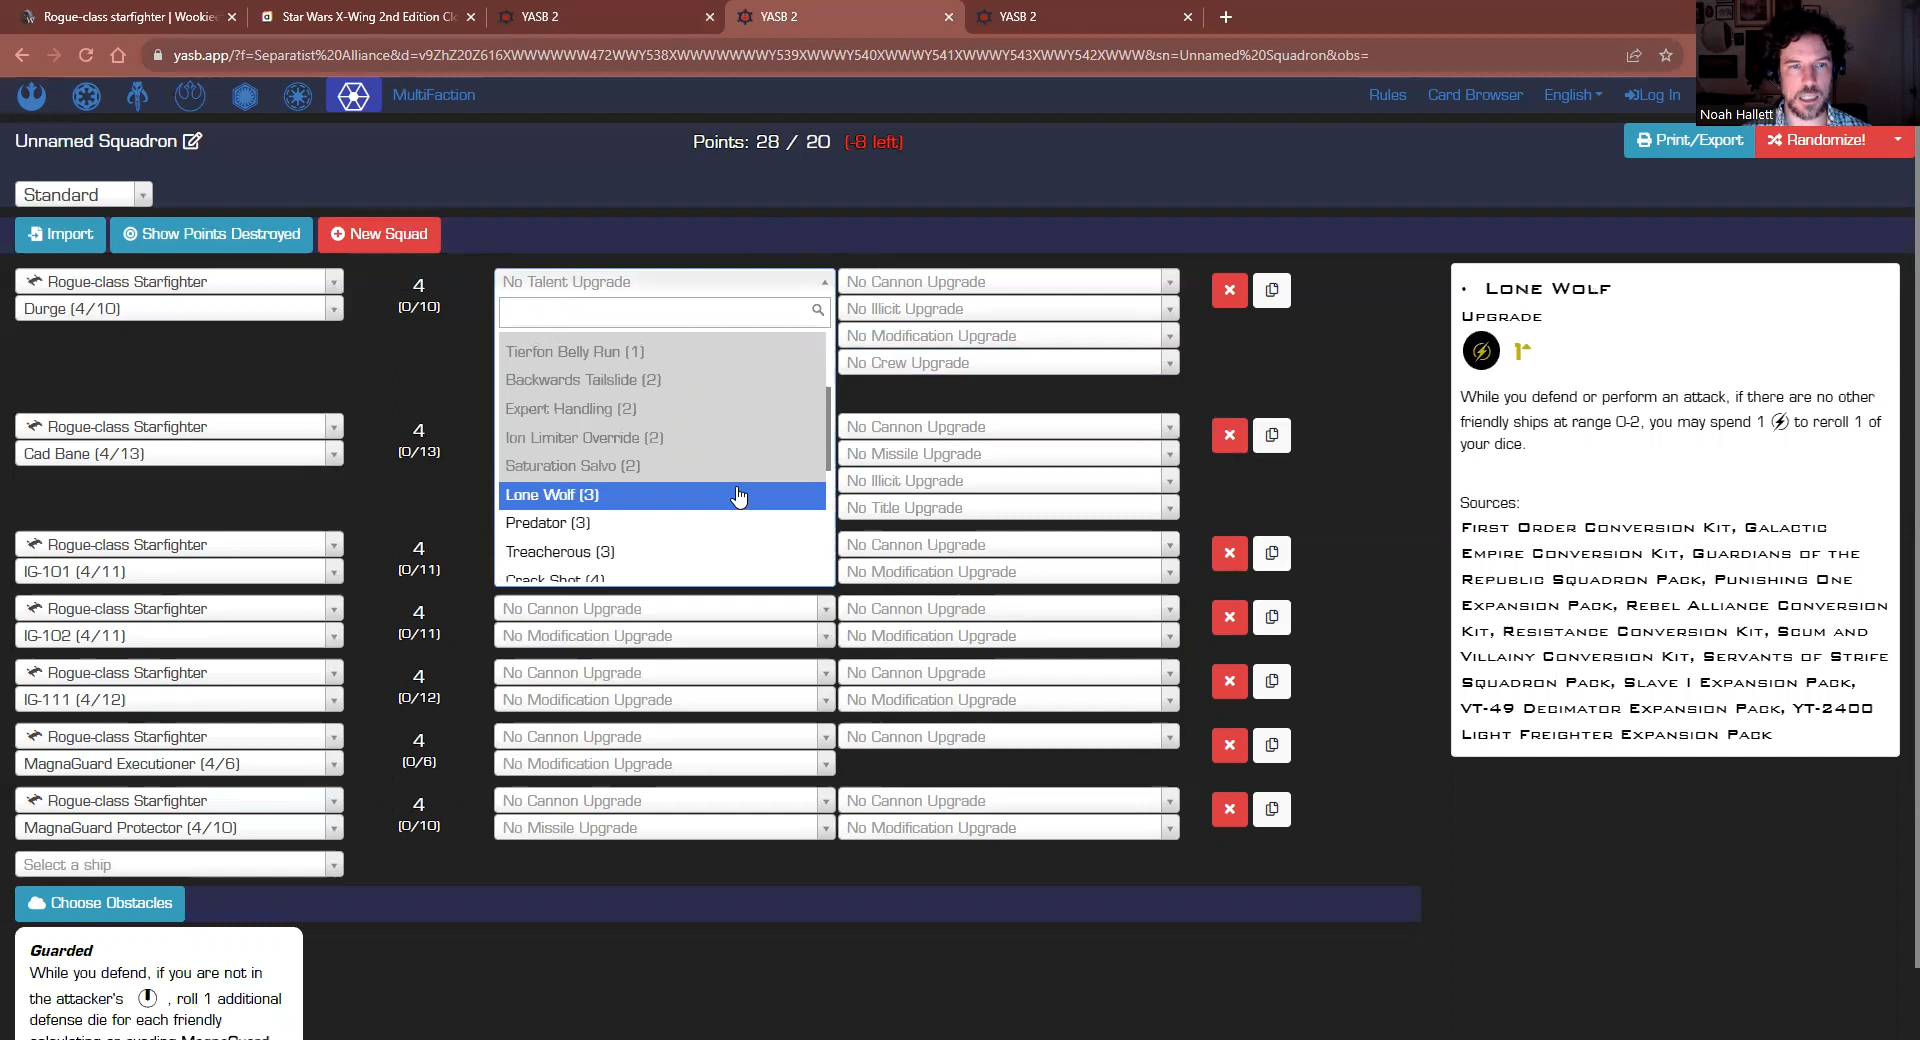 Rogue-class starfighter | Wookiee
Star Wars X-Wing 2nd Edition Cl
YASB 2
YASB 2
YASB 2
yasb.app/?f=Separatist%20Alliance&d=v9ZhZ20Z616XWWWWWW472WWY538XWWWWWWWY539XWWWY540XWWWY541XWWWY543XWWY542XWWW&sn=Unnamed%20Squadron&obs=
MultiFaction
Rules
Card Browser
English
Log In
Noah Hallett
Unnamed Squadron
Points: 28 / 20 (-8 left)
Print/Export
Randomize!
Standard
Import
Show Points Destroyed
New Squad
Rogue-class Starfighter
Durge (4/10)
4
(0/10)
No Talent Upgrade
Tierfon Belly Run (1)
Backwards Tailslide (2)
Expert Handling (2)
Ion Limiter Override (2)
Saturation Salvo (2)
Lone Wolf (3)
Predator (3)
Treacherous (3)
Crack Shot (4)
No Cannon Upgrade
No Illicit Upgrade
No Modification Upgrade
No Crew Upgrade
Rogue-class Starfighter
Cad Bane (4/13)
4
(0/13)
No Cannon Upgrade
No Missile Upgrade
No Illicit Upgrade
No Title Upgrade
Rogue-class Starfighter
IG-101 (4/11)
4
(0/11)
No Cannon Upgrade
No Modification Upgrade
Rogue-class Starfighter
IG-102 (4/11)
4
(0/11)
No Cannon Upgrade
No Modification Upgrade
No Cannon Upgrade
No Modification Upgrade
Rogue-class Starfighter
IG-111 (4/12)
4
(0/12)
No Cannon Upgrade
No Modification Upgrade
No Cannon Upgrade
No Modification Upgrade
Rogue-class Starfighter
MagnaGuard Executioner (4/6)
4
(0/6)
No Cannon Upgrade
No Modification Upgrade
No Cannon Upgrade
Rogue-class Starfighter
MagnaGuard Protector (4/10)
4
(0/10)
No Cannon Upgrade
No Missile Upgrade
No Cannon Upgrade
No Modification Upgrade
Select a ship
Choose Obstacles
Guarded
While you defend, if you are not in
the attacker's , roll 1 additional
defense die for each friendly
calculating or evading MagnaGuard
· Lone Wolf
Upgrade
1
While you defend or perform an attack, if there are no other
friendly ships at range 0-2, you may spend 1 to reroll 1 of
your dice.
Sources:
First Order Conversion Kit, Galactic
Empire Conversion Kit, Guardians of the
Republic Squadron Pack, Punishing One
Expansion Pack, Rebel Alliance Conversion
Kit, Resistance Conversion Kit, Scum and
Villainy Conversion Kit, Servants of Strife
Squadron Pack, Slave I Expansion Pack,
VT-49 Decimator Expansion Pack, YT-2400
Light Freighter Expansion Pack